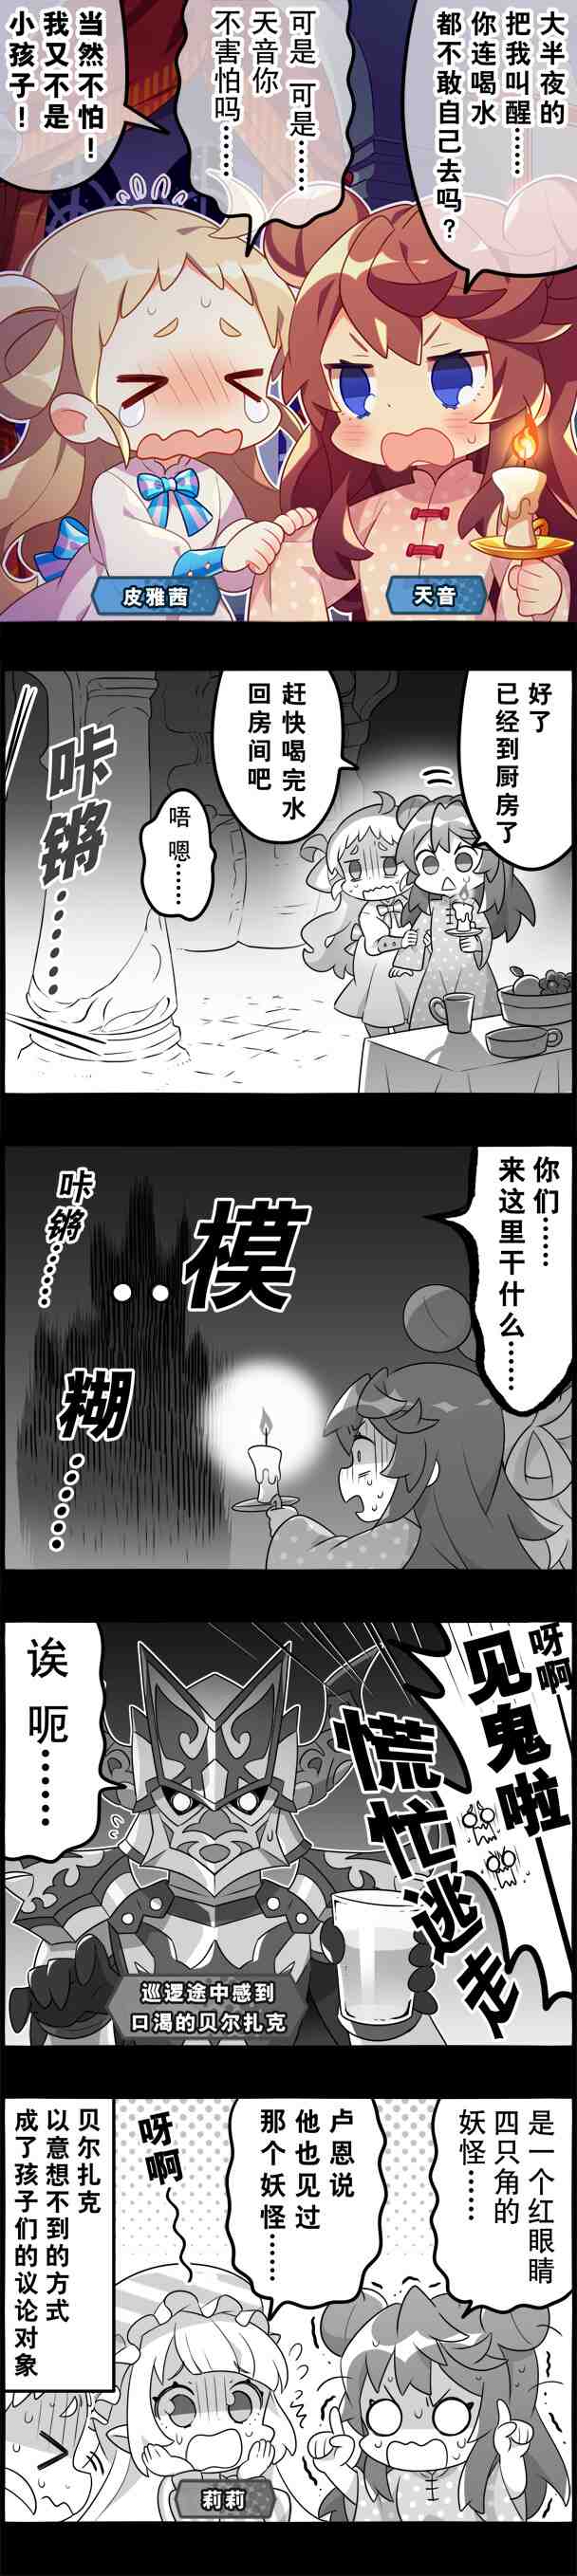 大半夜的
把我叫醒……
你连喝水
都不敢自己去吗?
可是 可是……
天音你
不害怕吗……
当然不怕！
我又不是
小孩子！
皮雅茜
天音
好了
已经到厨房了
赶快喝完水
回房间吧
唔嗯……
咔锵……
你们……
来这里干什么……
模
糊……
咔锵……
呀啊
见鬼啦
慌忙逃走
诶 呃……
巡逻途中感到
口渴的贝尔扎克
是一个红眼睛
四只角的
妖怪……
卢恩说
他也见过
那个妖怪……
呀啊
莉莉
贝尔扎克
以意想不到的方式
成了孩子们的议论对象